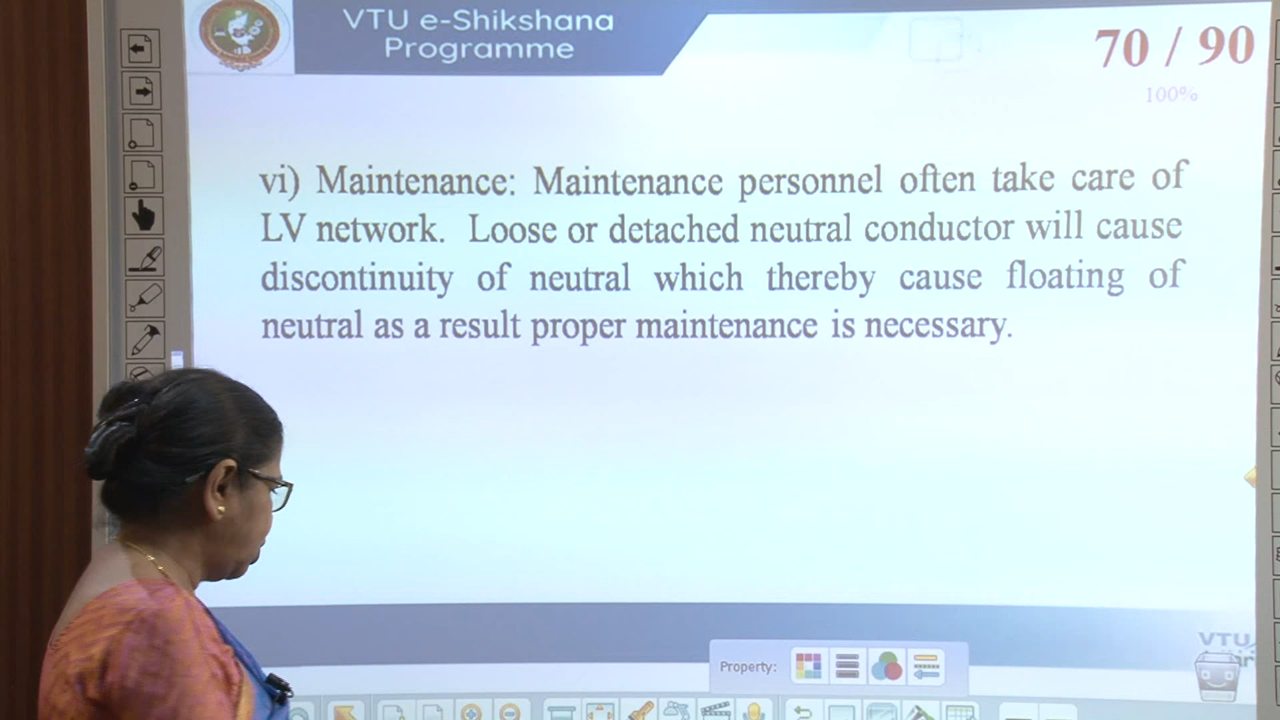 VTU e-Shikshana
Programme
70 / 90
100%
vi) Maintenance: Maintenance personnel often take care of
LV network. Loose or detached neutral conductor will cause
discontinuity of neutral which thereby cause floating of
neutral as a result proper maintenance is necessary.
Property:
VTU